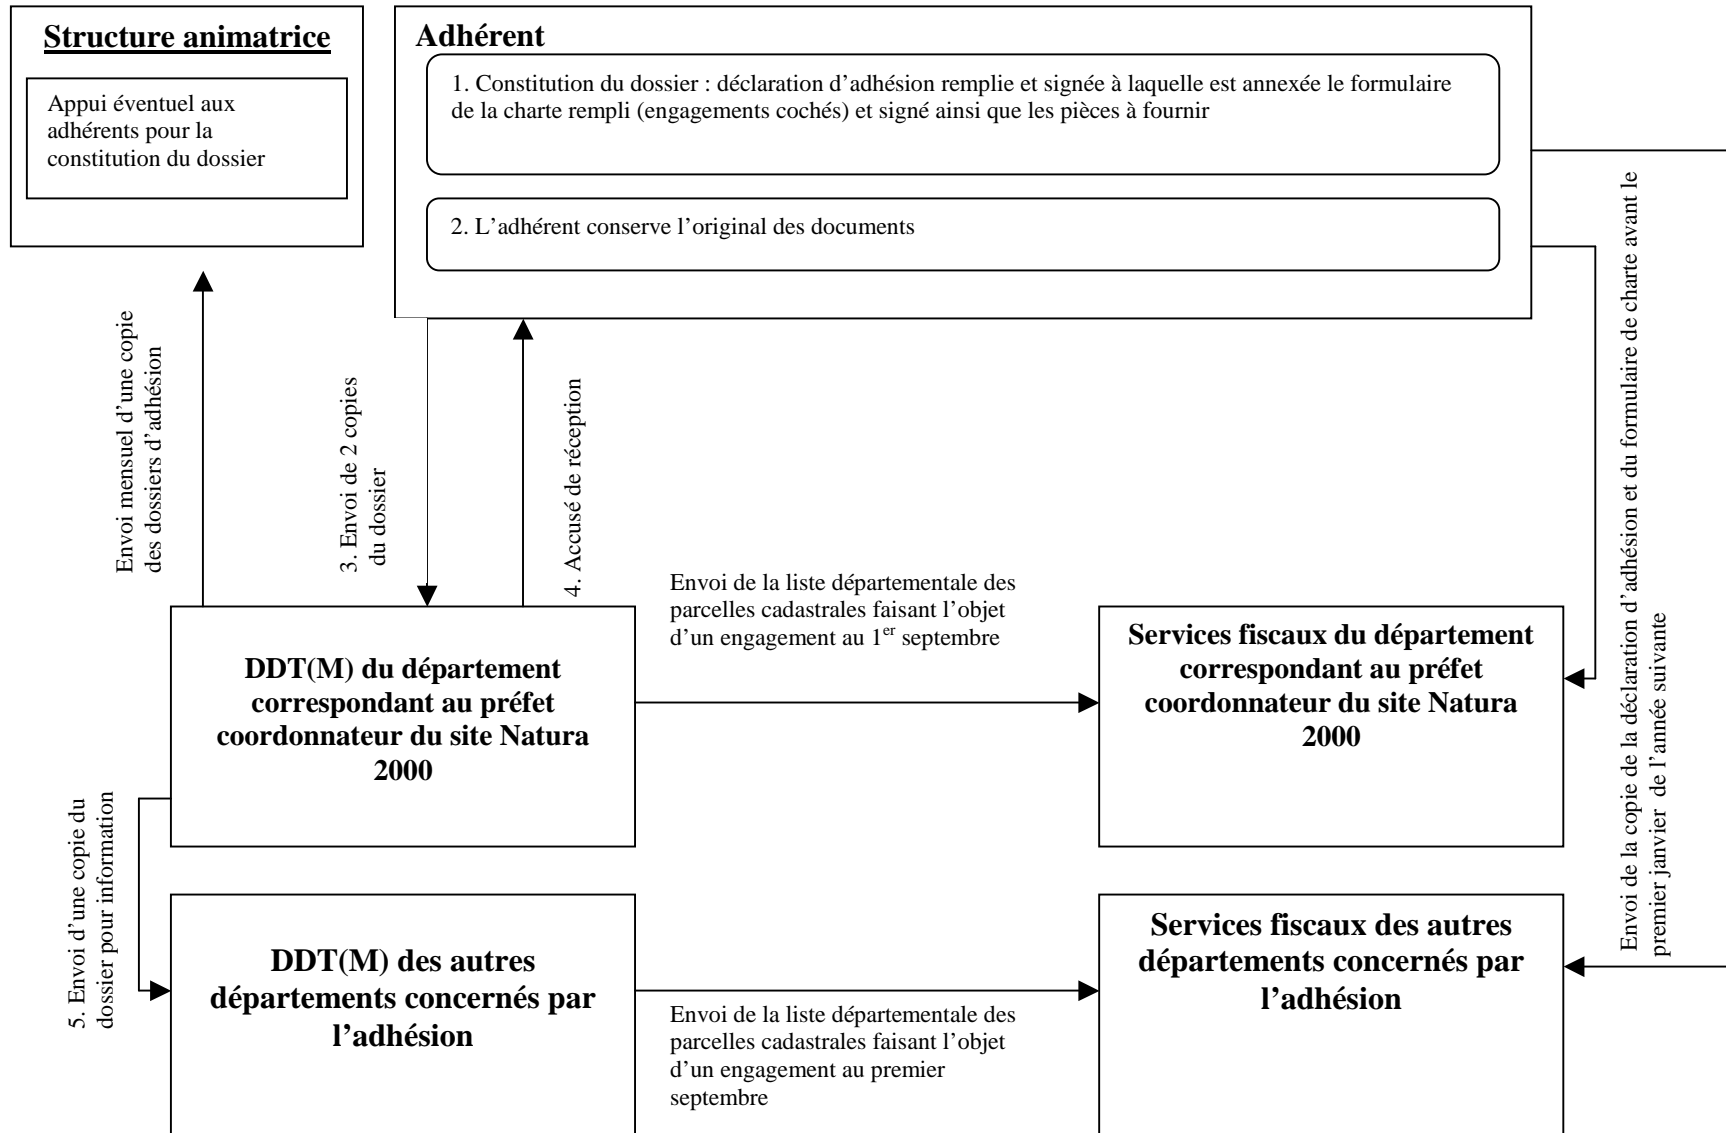 Structure animatrice
Appui éventuel aux
adhérents pour la
constitution du dossier
Adhérent
1. Constitution du dossier : déclaration d’adhésion remplie et signée à laquelle est annexée le formulaire
de la charte rempli (engagements cochés) et signé ainsi que les pièces à fournir
2. L’adhérent conserve l’original des documents
Envoi mensuel d’une copie
des dossiers d’adhésion
3. Envoi de 2 copies
du dossier
4. Accusé de réception
Envoi de la liste départementale des
parcelles cadastrales faisant l’objet
d’un engagement au 1er septembre
DDT(M) du département
correspondant au préfet
coordonnateur du site Natura
2000
Services fiscaux du département
correspondant au préfet
coordonnateur du site Natura
2000
Envoi de la copie de la déclaration d’adhésion et du formulaire de charte avant le
premier janvier de l’année suivante
5. Envoi d’une copie du
dossier pour information
DDT(M) des autres
départements concernés par
l’adhésion
Envoi de la liste départementale des
parcelles cadastrales faisant l’objet
d’un engagement au premier
septembre
Services fiscaux des autres
départements concernés par
l’adhésion